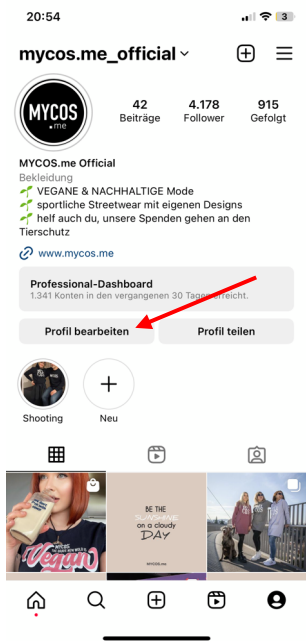 20:54
3
mycos.me_official
MYCOS
.me
42
Beiträge
4.178
Follower
915
Gefolgt
MYCOS.me Official
Bekleidung
VEGANE & NACHHALTIGE Mode
sportliche Streetwear mit eigenen Designs
helf auch du, unsere Spenden gehen an den
Tierschutz
www.mycos.me
Professional-Dashboard
1.341 Konten in den vergangenen 30 Tagen erreicht.
Profil bearbeiten
Profil teilen
Shooting
Neu
MYCOS
Vegan
BE THE
SUNSHINE
on a cloudy
DAY
MYCOS.me